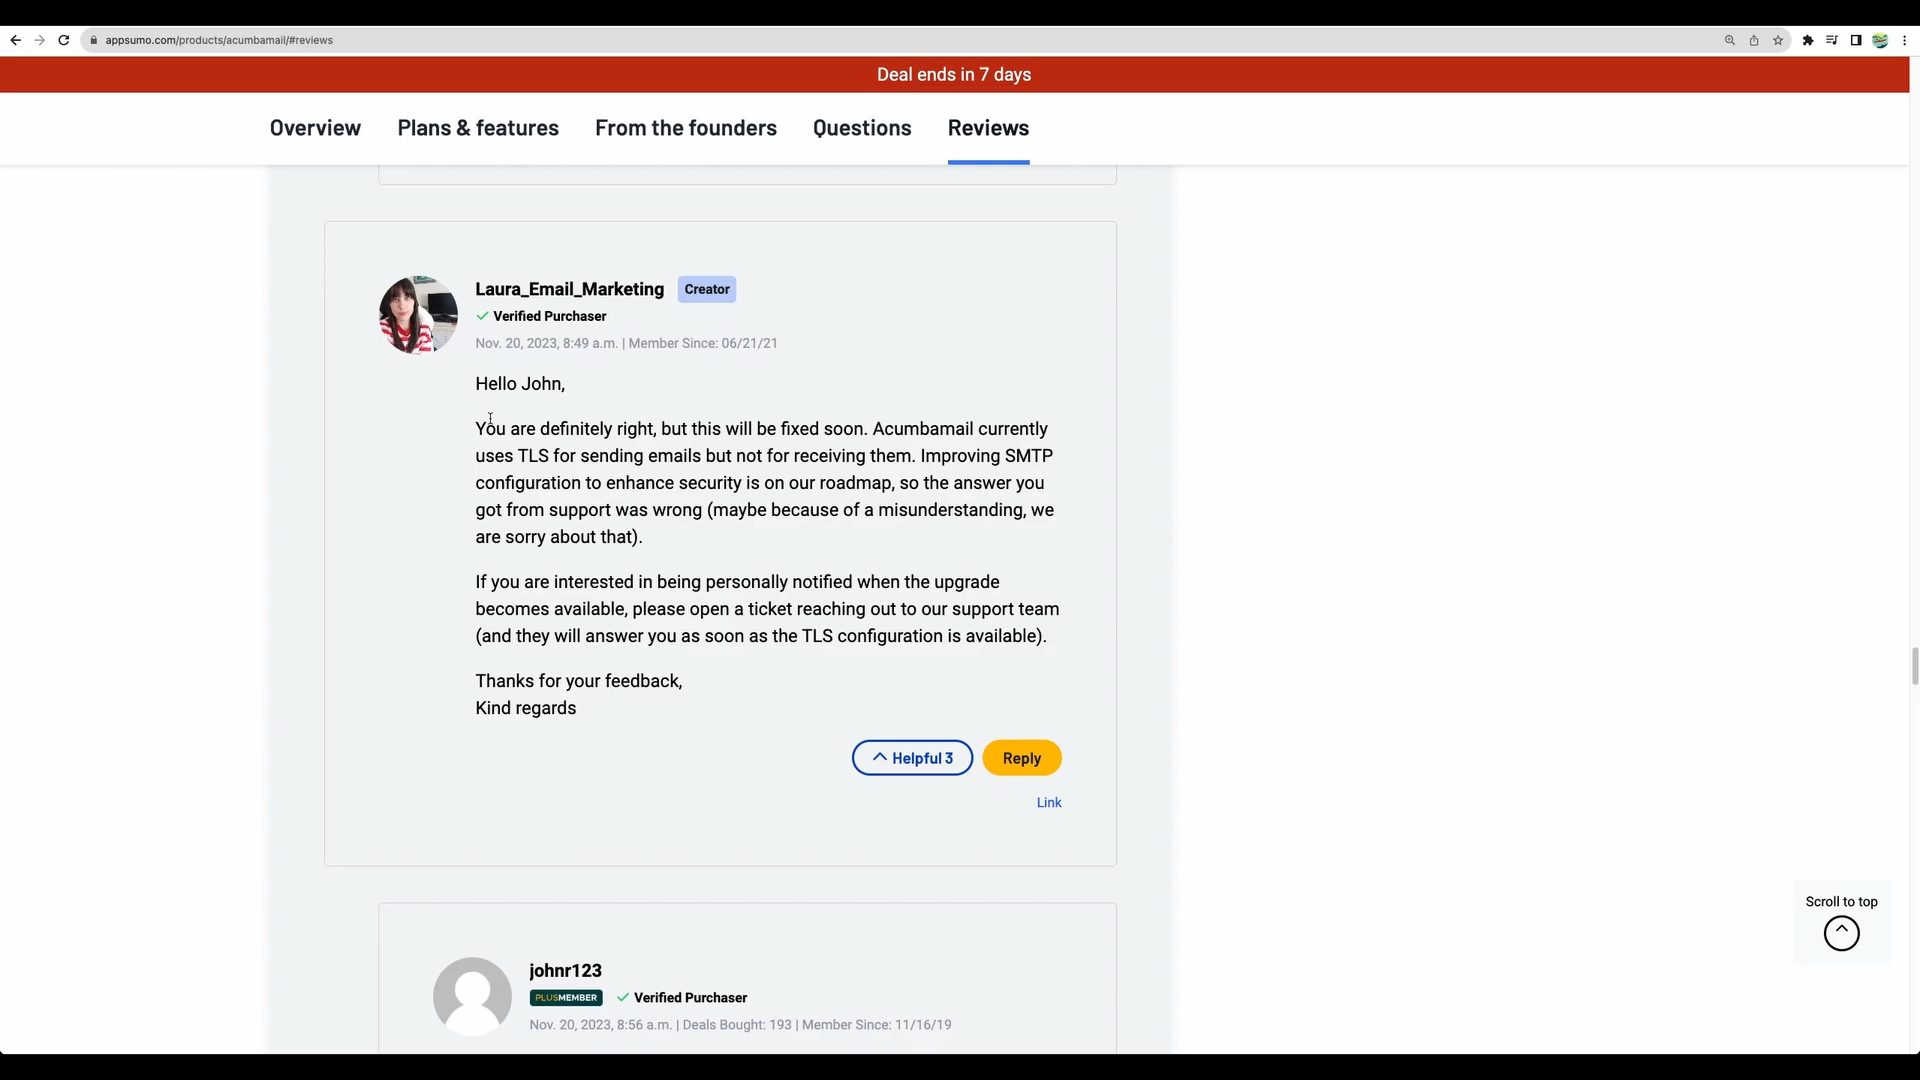 appsumo.com/products/acumbamail/#reviews
Deal ends in 7 days
Overview
Plans & features
From the founders
Questions
Reviews
Laura_Email_Marketing Creator
Verified Purchaser
Nov. 20, 2023, 8:49 a.m. | Member Since: 06/21/21
Hello John,
You are definitely right, but this will be fixed soon. Acumbamail currently
uses TLS for sending emails but not for receiving them. Improving SMTP
configuration to enhance security is on our roadmap, so the answer you
got from support was wrong (maybe because of a misunderstanding, we
are sorry about that).
If you are interested in being personally notified when the upgrade
becomes available, please open a ticket reaching out to our support team
(and they will answer you as soon as the TLS configuration is available).
Thanks for your feedback,
Kind regards
Helpful 3
Reply
Link
Scroll to top
johnr123
PLUSMEMBER Verified Purchaser
Nov. 20, 2023, 8:56 a.m. | Deals Bought: 193 | Member Since: 11/16/19